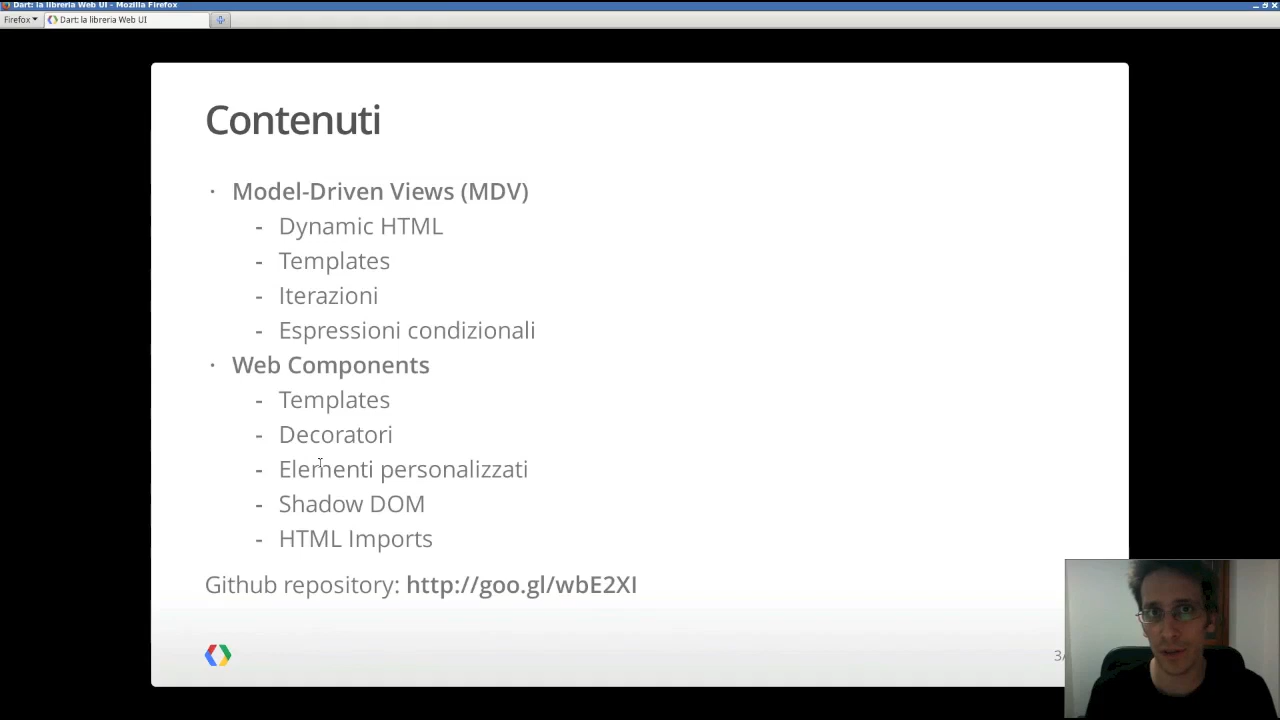 Dart: la libreria Web UI - Mozilla Firefox
Firefox
Dart: la libreria Web UI
Contenuti
· Model-Driven Views (MDV)
- Dynamic HTML
- Templates
- Iterazioni
- Espressioni condizionali
· Web Components
- Templates
- Decoratori
- Elementi personalizzati
- Shadow DOM
- HTML Imports
Github repository: http://goo.gl/wbE2XI
3/